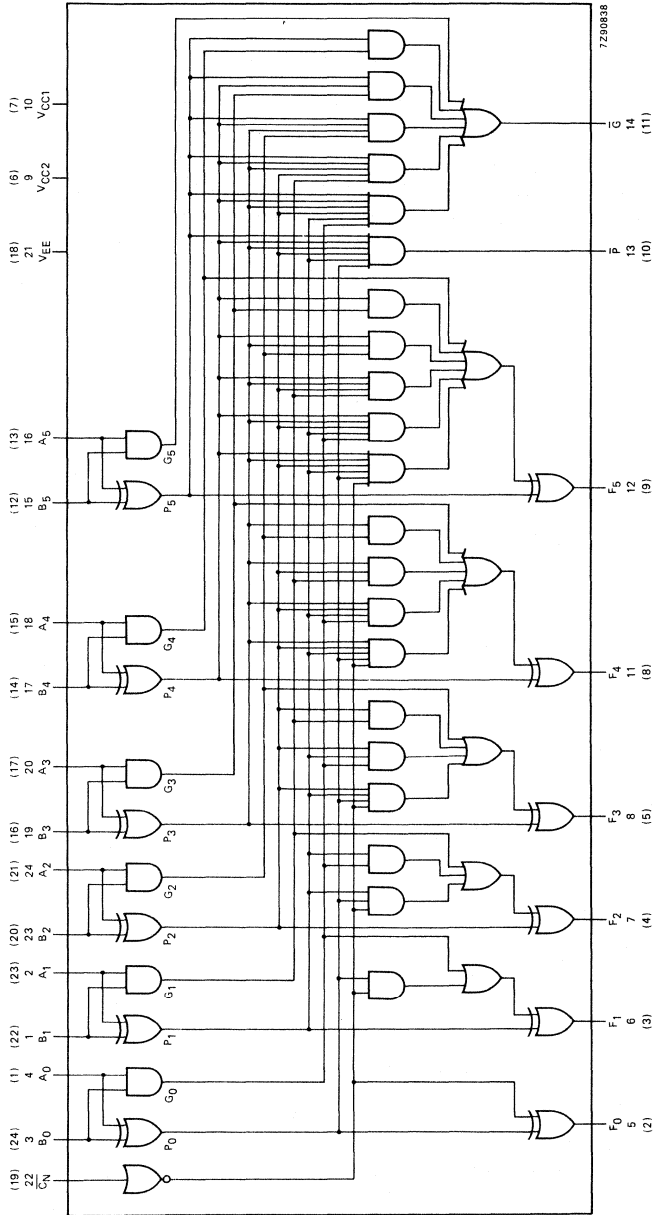 (19) (24) (1) (22) (23) (20) (21) (16) (17) (14) (15) (12) (13) (18) (6) (7)
22 3 4 1 2 23 24 19 20 17 18 15 16 21 9 10
C̅N̅ B0 A0 B1 A1 B2 A2 B3 A3 B4 A4 B5 A5 VEE VCC2 VCC1
P0 G0 P1 G1 P2 G2 P3 G3 P4 G4 P5 G5
F0 F1 F2 F3 F4 F5 P̅ G̅
5 6 7 8 11 12 13 14
(2) (3) (4) (5) (8) (9) (10) (11)
7Z90838